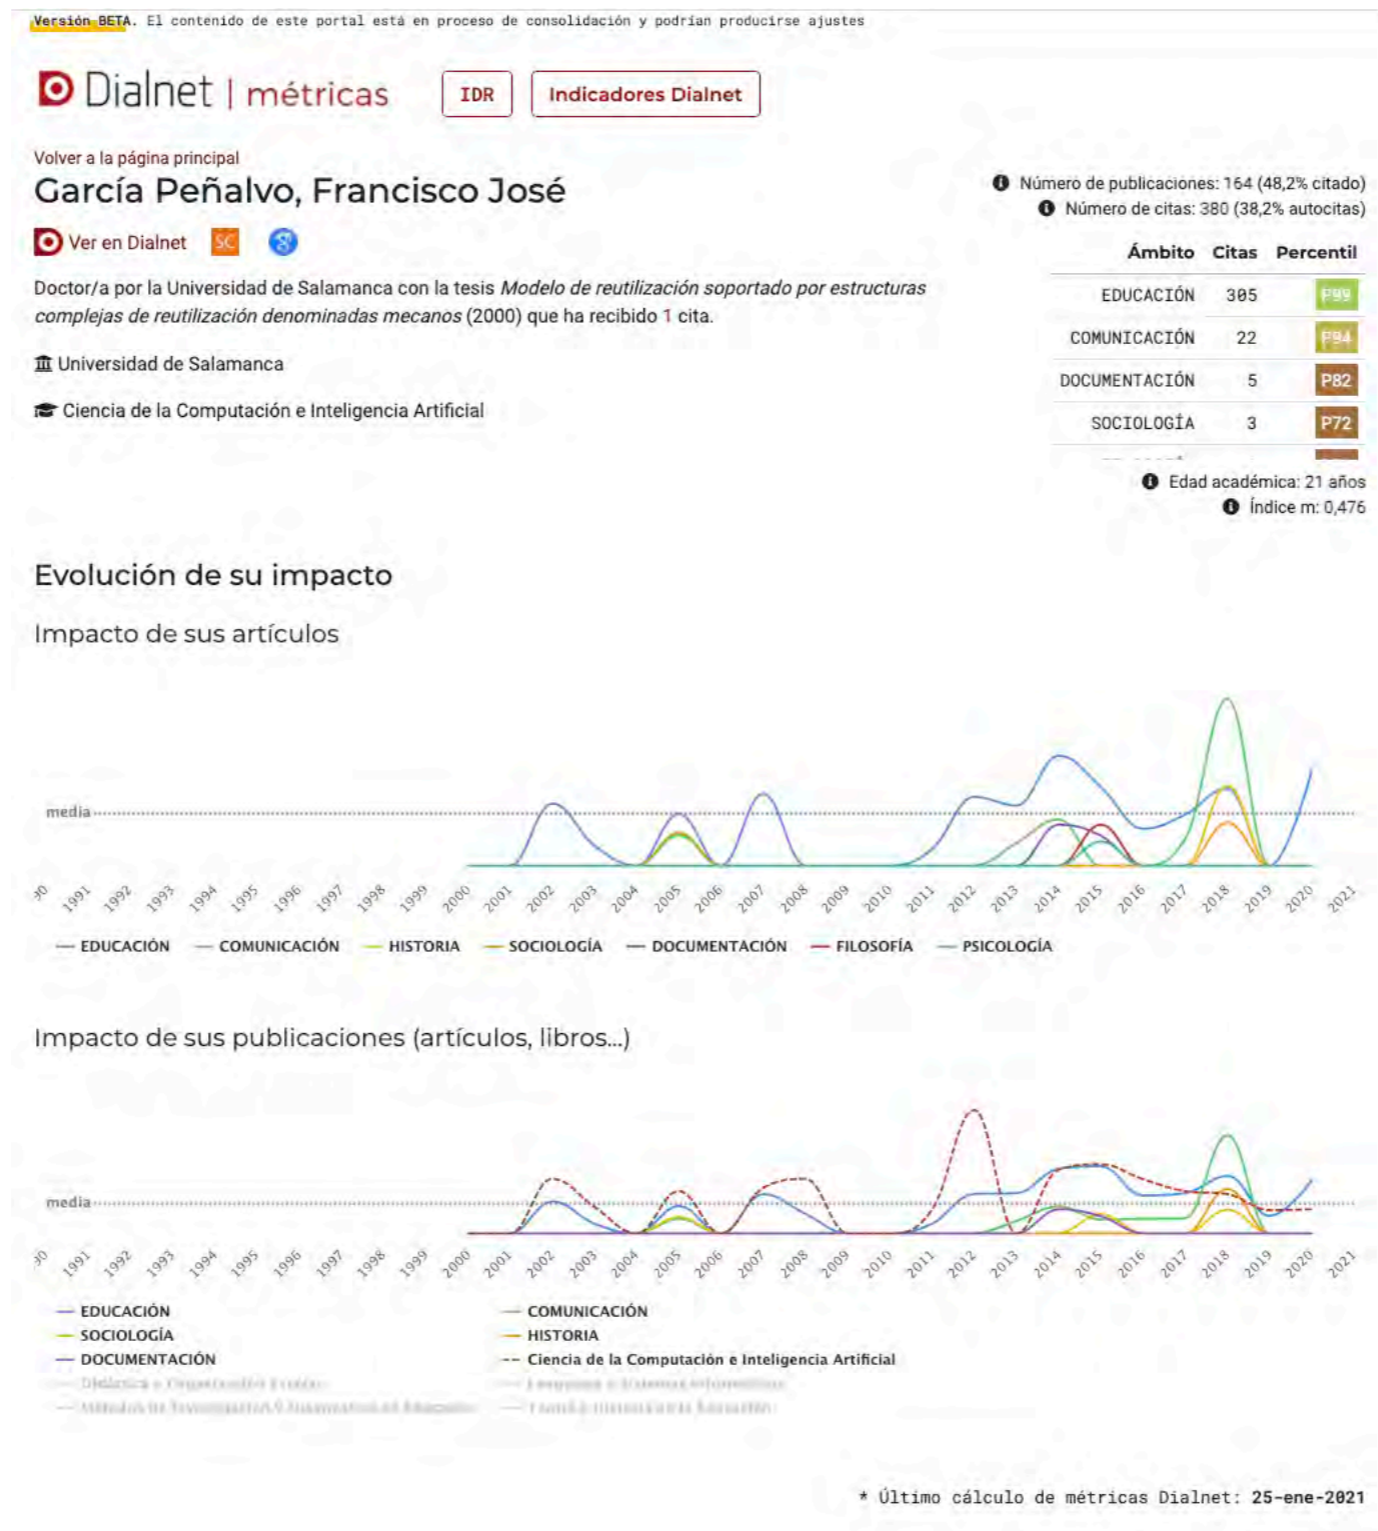 Versión BETA. El contenido de este portal está en proceso de consolidación y podrían producirse ajustes
Dialnet | métricas
IDR
Indicadores Dialnet
Volver a la página principal
García Peñalvo, Francisco José
Ver en Dialnet SC
Doctor/a por la Universidad de Salamanca con la tesis Modelo de reutilización soportado por estructuras
complejas de reutilización denominadas mecanos (2000) que ha recibido 1 cita.
Universidad de Salamanca
Ciencia de la Computación e Inteligencia Artificial
Número de publicaciones: 164 (48,2% citado)
Número de citas: 380 (38,2% autocitas)
Ámbito Citas Percentil
EDUCACIÓN 305 P99
COMUNICACIÓN 22 P94
DOCUMENTACIÓN 5 P82
SOCIOLOGÍA 3 P72
Edad académica: 21 años
Índice m: 0,476
Evolución de su impacto
Impacto de sus artículos
media
90 1991 1992 1993 1994 1995 1996 1997 1998 1999 2000 2001 2002 2003 2004 2005 2006 2007 2008 2009 2010 2011 2012 2013 2014 2015 2016 2017 2018 2019 2020 2021
EDUCACIÓN COMUNICACIÓN HISTORIA SOCIOLOGÍA DOCUMENTACIÓN FILOSOFÍA PSICOLOGÍA
Impacto de sus publicaciones (artículos, libros...)
media
90 1991 1992 1993 1994 1995 1996 1997 1998 1999 2000 2001 2002 2003 2004 2005 2006 2007 2008 2009 2010 2011 2012 2013 2014 2015 2016 2017 2018 2019 2020 2021
EDUCACIÓN COMUNICACIÓN
SOCIOLOGÍA HISTORIA
DOCUMENTACIÓN Ciencia de la Computación e Inteligencia Artificial
* Último cálculo de métricas Dialnet: 25-ene-2021